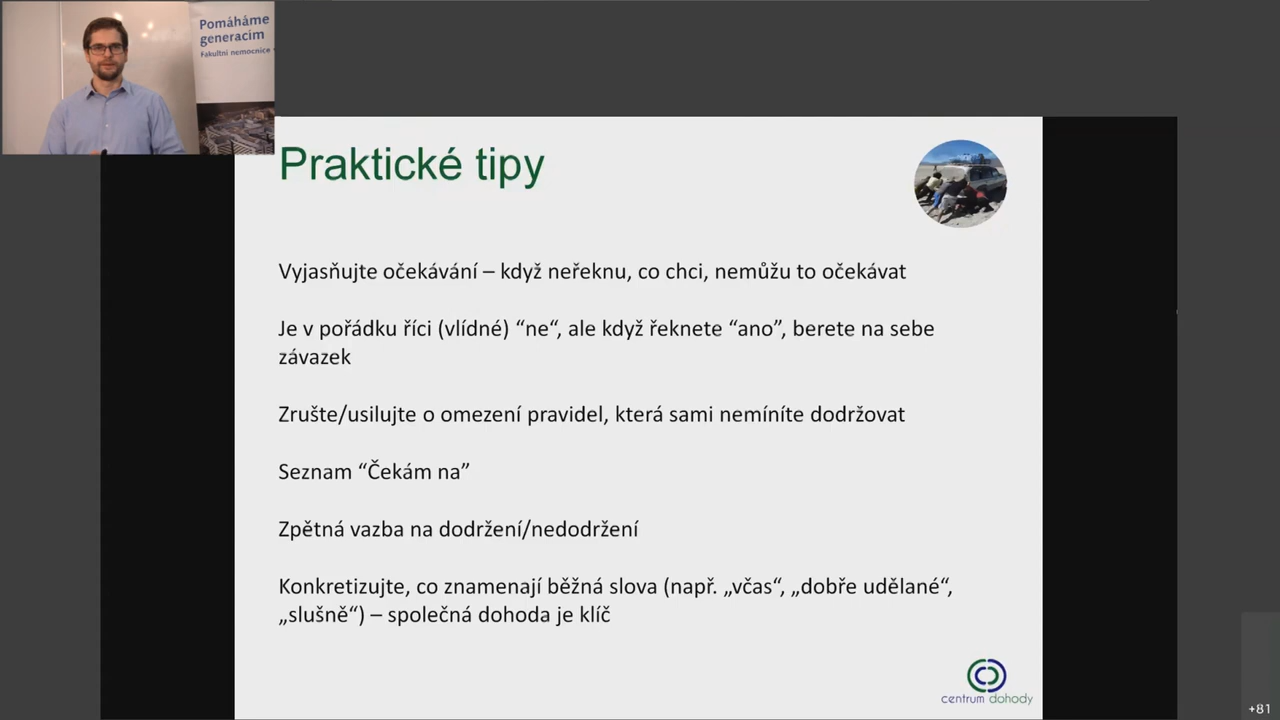 Pomáháme
generacím
Fakultní nemocnice
Praktické tipy
Vyjasňujte očekávání – když neřeknu, co chci, nemůžu to očekávat
Je v pořádku říci (vlídné) “ne“, ale když řeknete “ano”, berete na sebe
závazek
Zrušte/usilujte o omezení pravidel, která sami nemíníte dodržovat
Seznam “Čekám na”
Zpětná vazba na dodržení/nedodržení
Konkretizujte, co znamenají běžná slova (např. „včas“, „dobře udělané“,
„slušně“) – společná dohoda je klíč
centrum dohody
+81